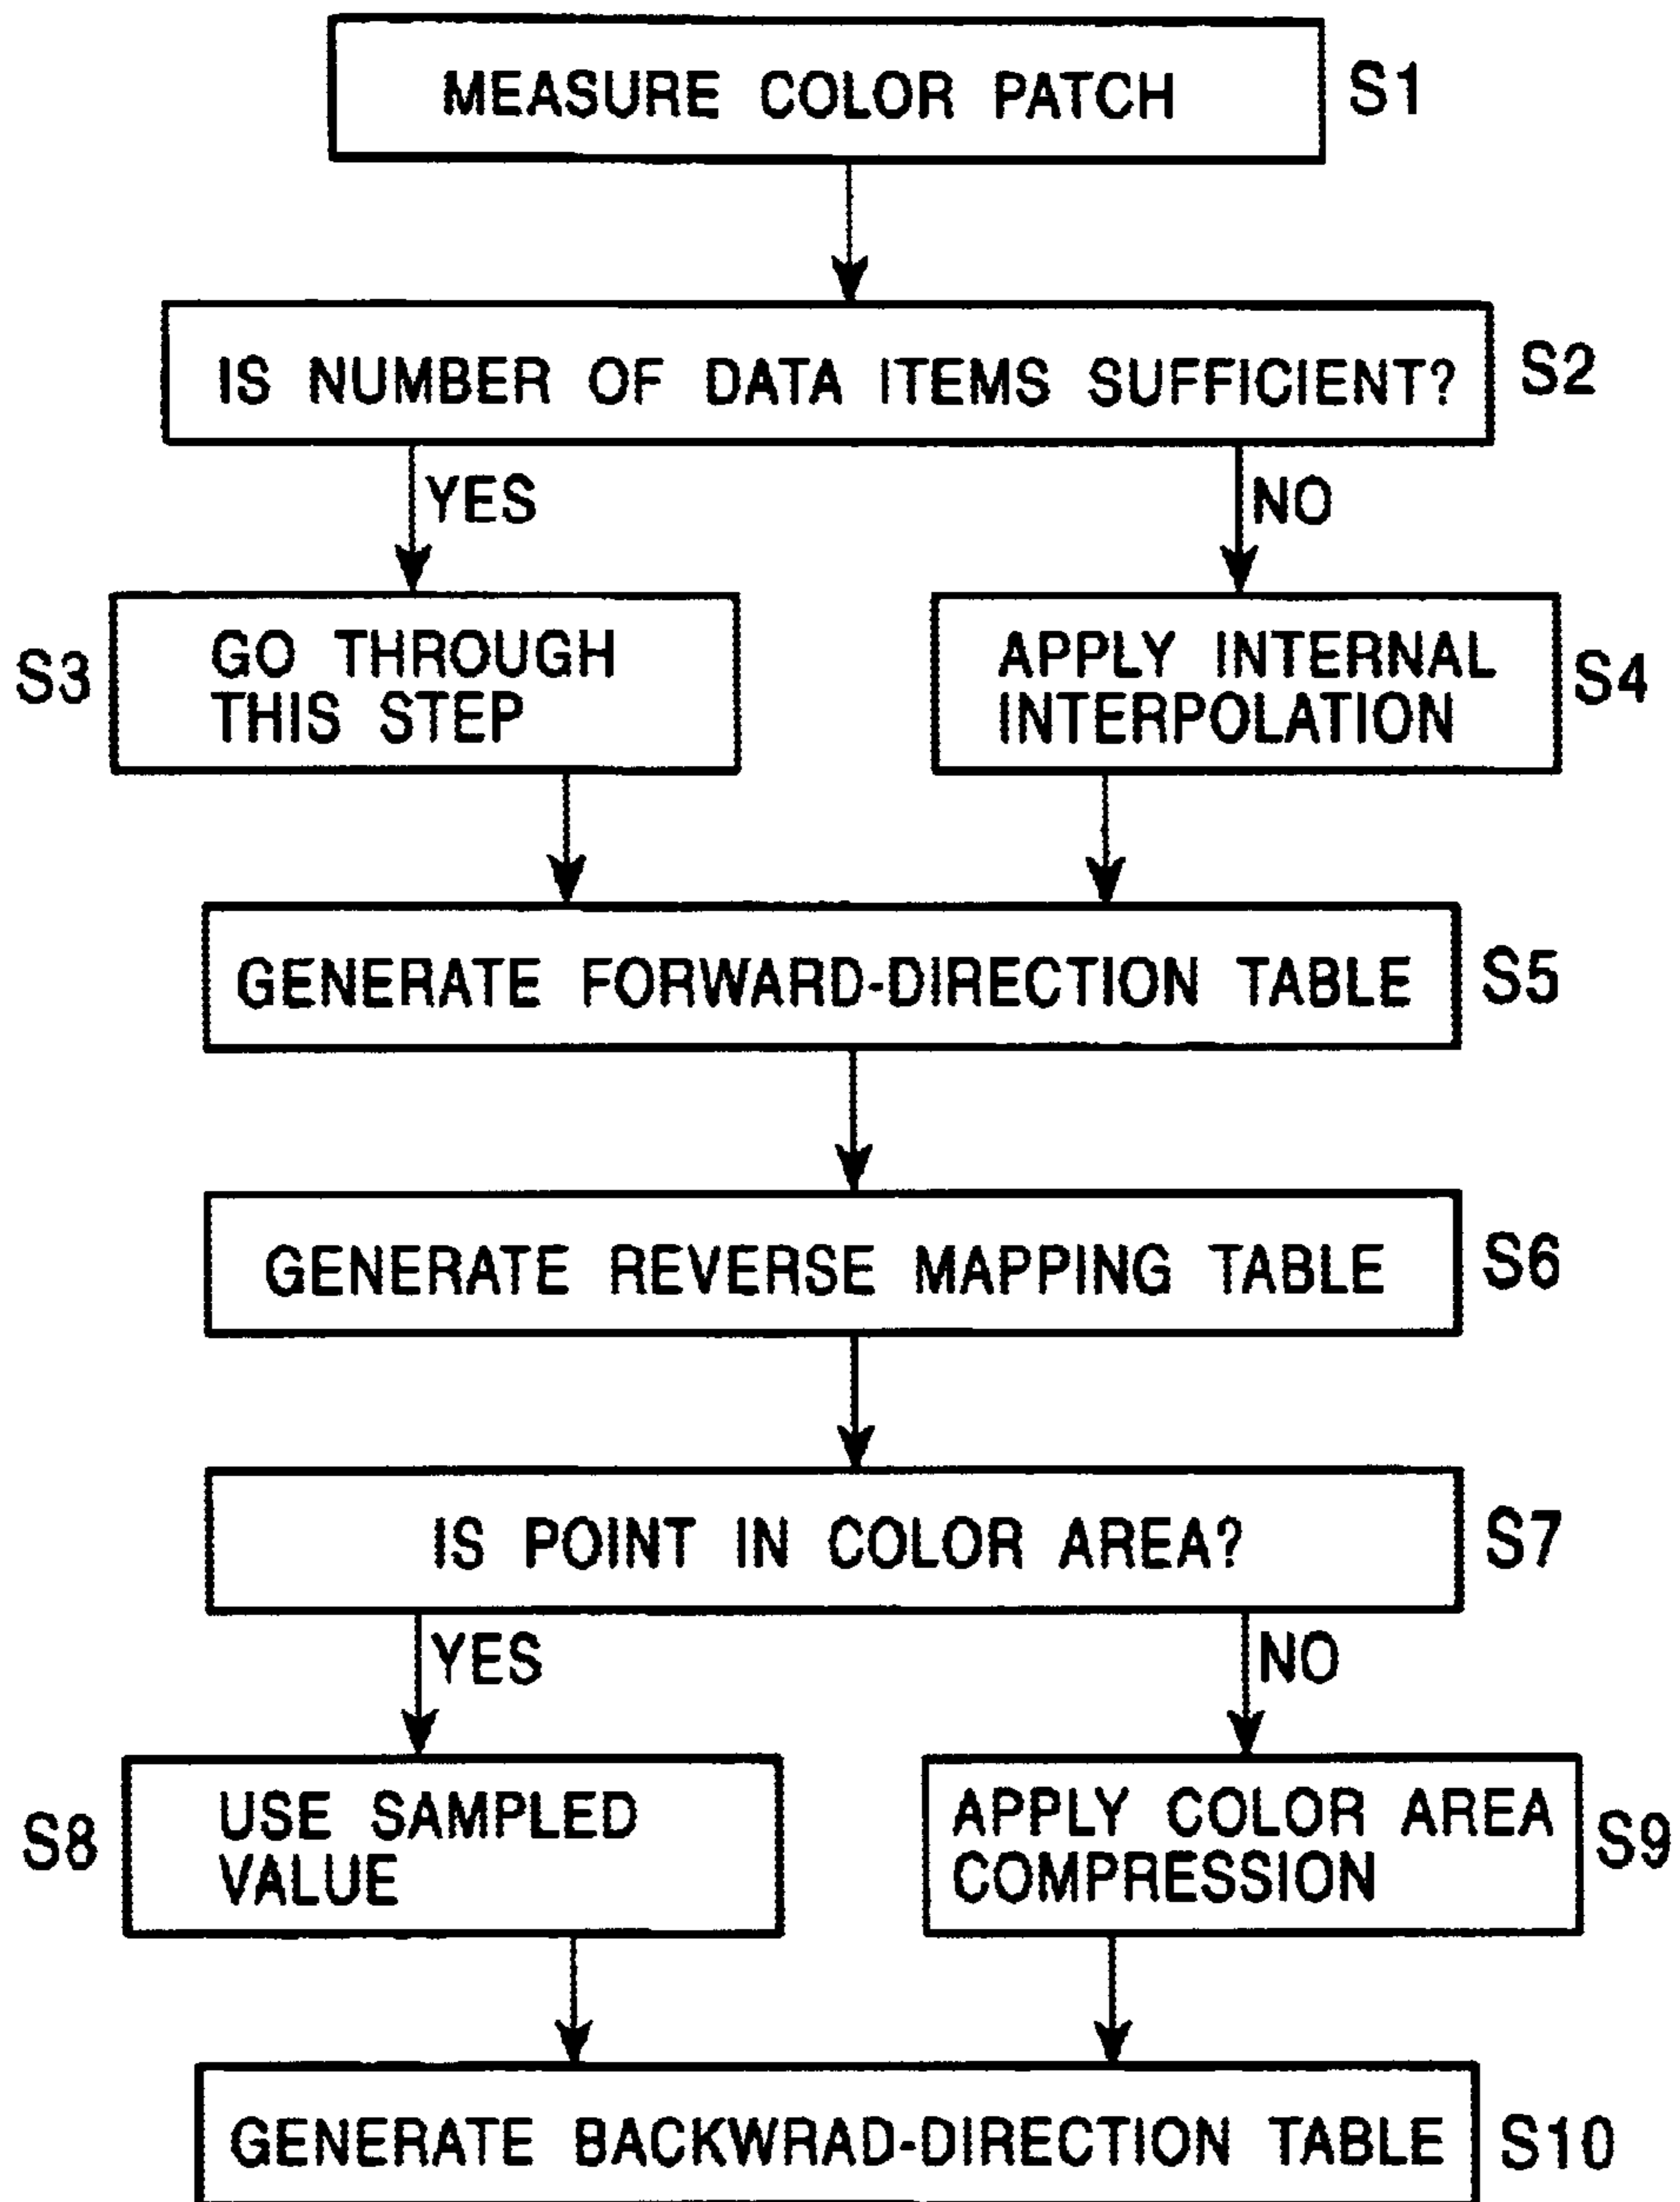 MEASURE COLOR PATCH S1
IS NUMBER OF DATA ITEMS SUFFICIENT? S2
YES
NO
S3
GO THROUGH
THIS STEP
APPLY INTERNAL
INTERPOLATION
S4
GENERATE FORWARD-DIRECTION TABLE S5
GENERATE REVERSE MAPPING TABLE S6
IS POINT IN COLOR AREA? S7
YES
NO
S8
USE SAMPLED
VALUE
APPLY COLOR AREA
COMPRESSION
S9
GENERATE BACKWRAD-DIRECTION TABLE S10